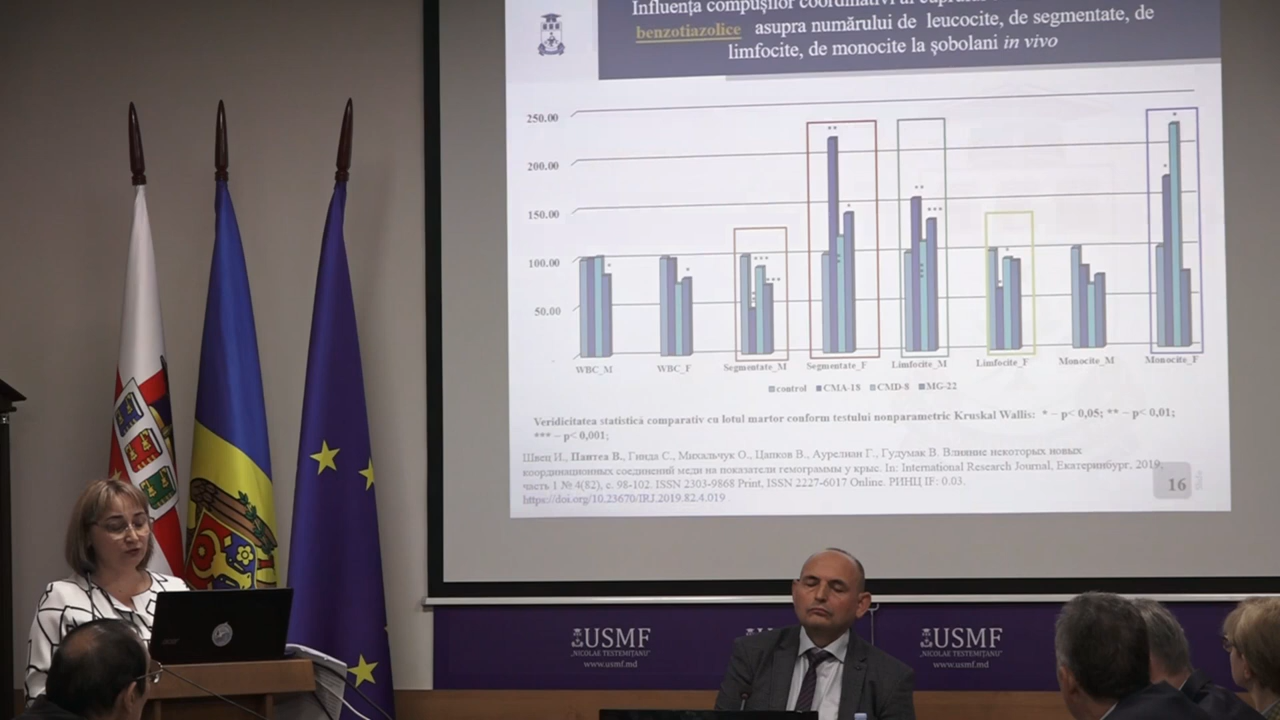 Influența compușilor coordinativi ai cuprului
benzotiazolice asupra numărului de leucocite, de segmentate, de
limfocite, de monocite la șobolani in vivo
250.00
200.00
150.00
100.00
50.00
** * ** *** * *** *** * * * *
WBC_M WBC_F Segmentate_M Segmentate_F Limfocite_M Limfocite_F Monocite_M Monocite_F
control CMA-18 CMD-8 MG-22
Veridicitatea statistică comparativ cu lotul martor conform testului nonparametric Kruskal Wallis: * – p< 0,05; ** – p< 0,01;
*** – p< 0,001;
Швец И., Пантеа В., Гинда С., Михальчук О., Цапков В., Аурелиан Г., Гудумак В. Влияние некоторых новых
координационных соединений меди на показатели гемограммы у крыс. In: International Research Journal, Екатеринбург, 2019,
часть 1 № 4(82), с. 98-102. ISSN 2303-9868 Print, ISSN 2227-6017 Online. РИНЦ IF: 0.03.
https://doi.org/10.23670/IRJ.2019.82.4.019 .
16
USMF
„NICOLAE TESTEMIȚANU"
www.usmf.md
USMF
„NICOLAE TESTEMIȚANU"
www.usmf.md